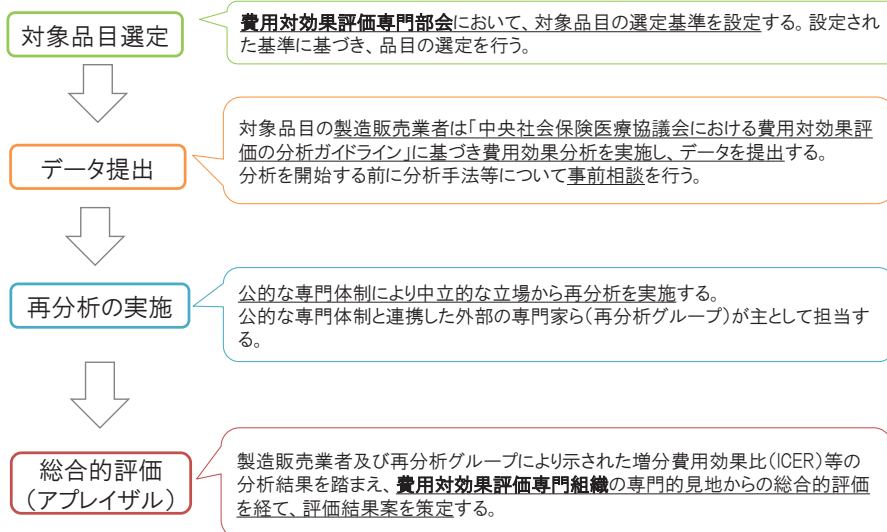 対象品目選定
費用対効果評価専門部会において、対象品目の選定基準を設定する。設定され
た基準に基づき、品目の選定を行う。
データ提出
対象品目の製造販売業者は「中央社会保険医療協議会における費用対効果評
価の分析ガイドライン」に基づき費用効果分析を実施し、データを提出する。
分析を開始する前に分析手法等について事前相談を行う。
再分析の実施
公的な専門体制により中立的な立場から再分析を実施する。
公的な専門体制と連携した外部の専門家ら(再分析グループ)が主として担当す
る。
総合的評価
(アプレイザル)
製造販売業者及び再分析グループにより示された増分費用効果比(ICER)等の
分析結果を踏まえ、費用対効果評価専門組織の専門的見地からの総合的評価
を経て、評価結果案を策定する。